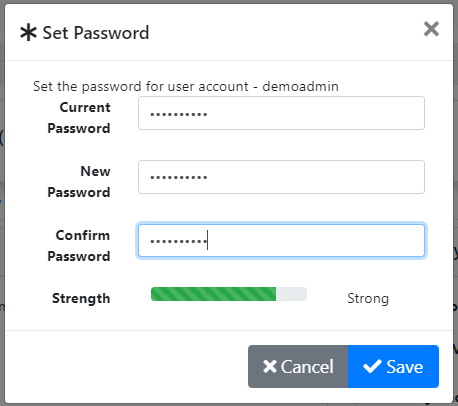 Set Password
Set the password for user account - demoadmin
Current
Password
••••••••••
New
Password
••••••••••
Confirm
Password
••••••••••
Strength
Strong
Cancel
Save